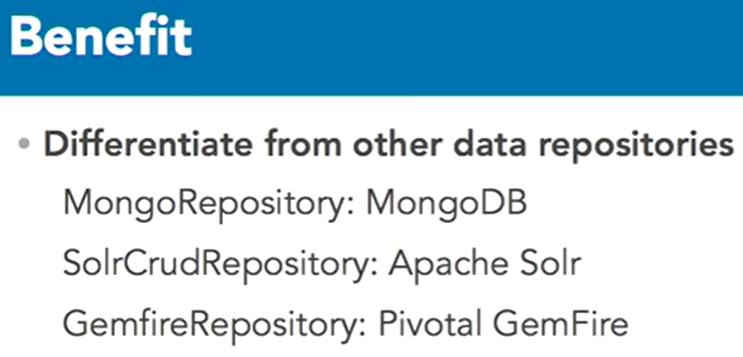 Benefit
• Differentiate from other data repositories
MongoRepository: MongoDB
SolrCrudRepository: Apache Solr
GemfireRepository: Pivotal GemFire